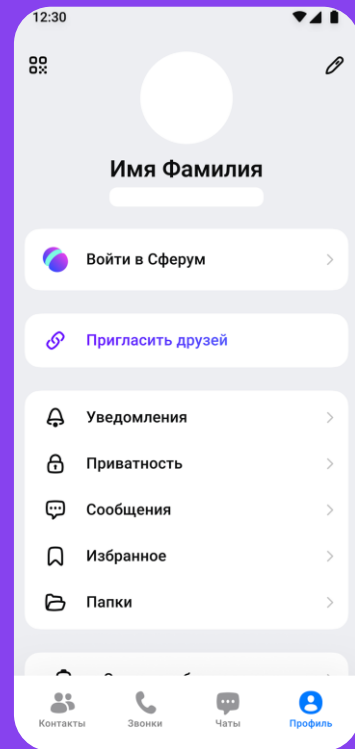 12:30
Имя Фамилия
Войти в Сферум
Пригласить друзей
Уведомления
Приватность
Сообщения
Избранное
Папки
Контакты
Звонки
Чаты
Профиль